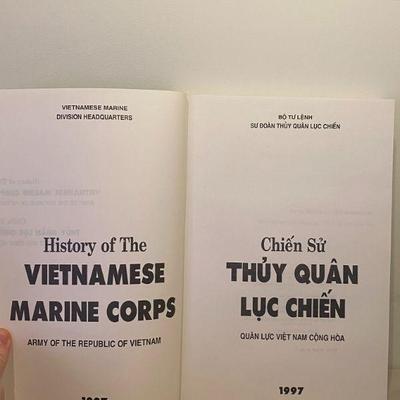 VIETNAMESE MARINE
DIVISION HEADQUARTERS
History of The
VIETNAMESE
MARINE CORPS
ARMY OF THE REPUBLIC OF VIETNAM
1997
BỘ TƯ LỆNH
SƯ ĐOÀN THỦY QUÂN LỤC CHIẾN
Chiến Sử
THỦY QUÂN
LỤC CHIẾN
QUÂN LỰC VIỆT NAM CỘNG HÒA
1997